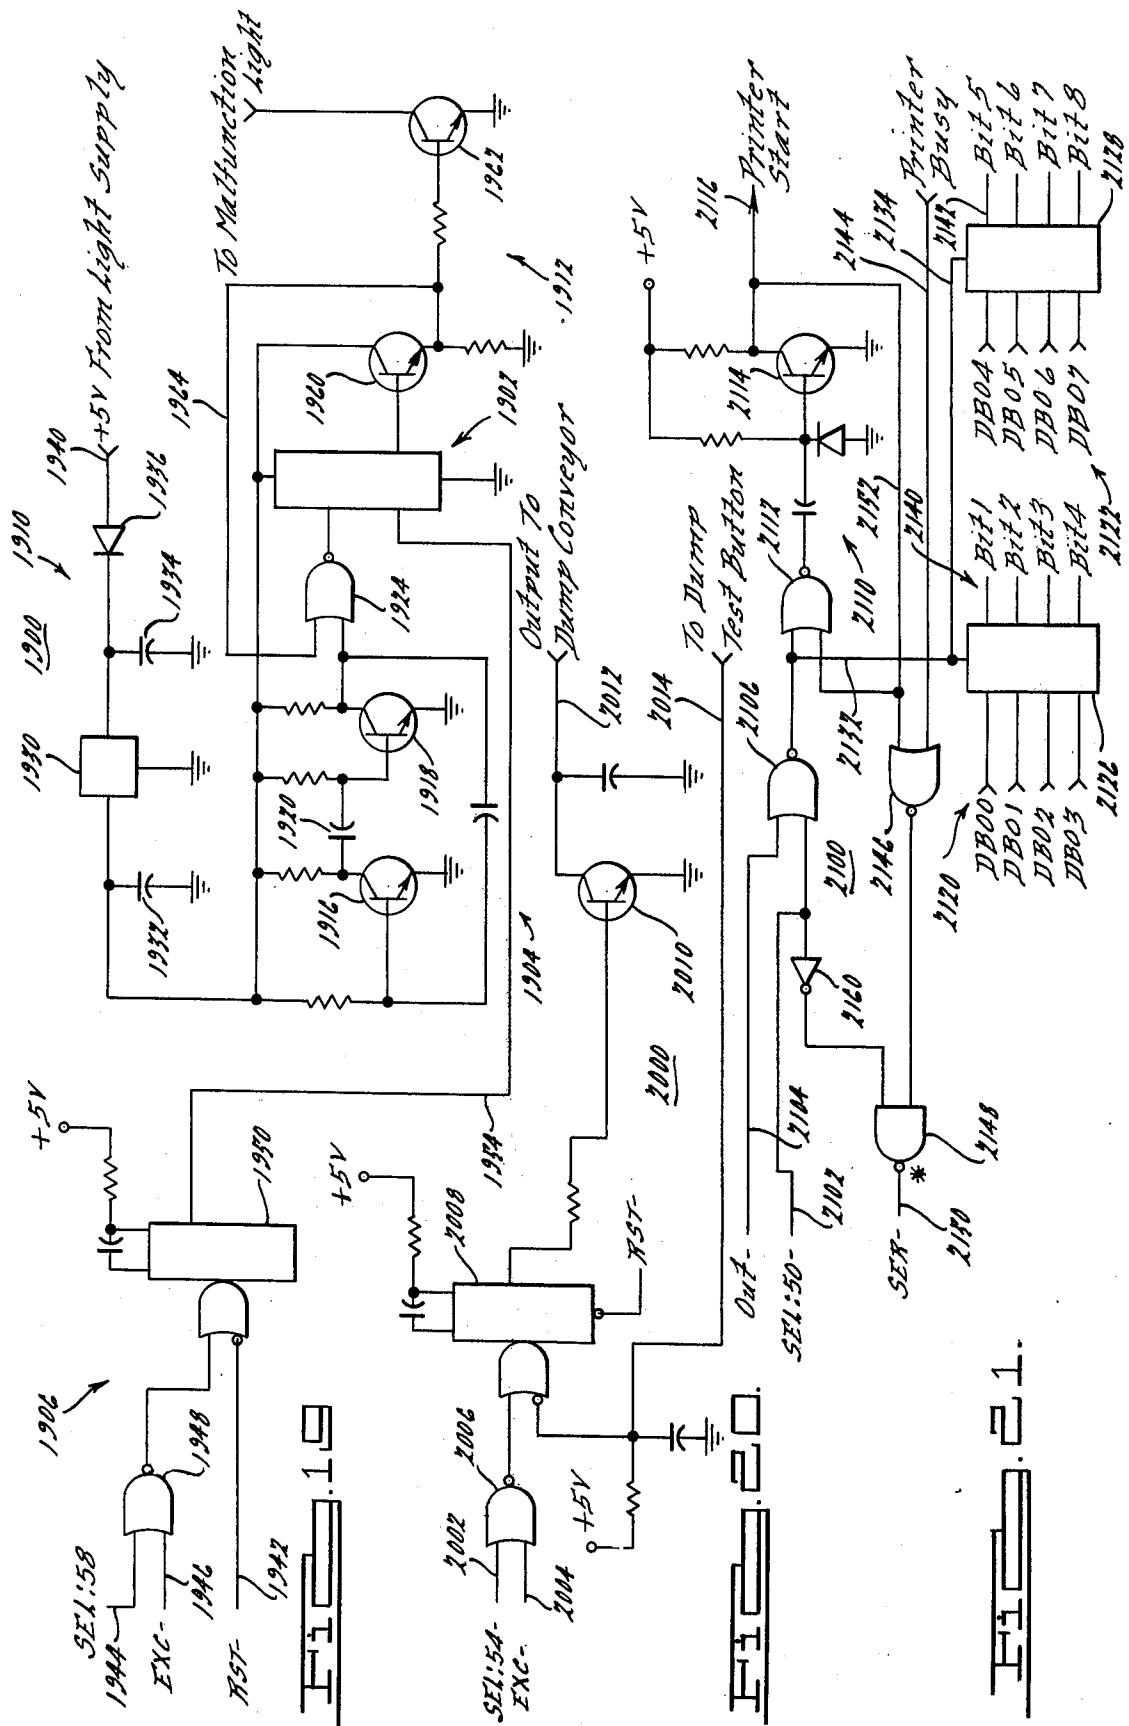 1900
1910
1940
+5V From Light Supply
1936
1934
1930
1932
To Malfunction
Light
1964
1960
1962
1902
1912
1924
1918
1920
1916
1904
+5V
1950
1954
1906
1948
SEL:58
1944
EXC-
1946
RST-
1942
Fig. 19.
Output To
Dump Conveyor
2012
2010
2000
To Dump
Test Button
2014
+5V
2008
RST-
2006
2002
SEL:54-
EXC-
2004
+5V
Fig. 20.
+5V
2116
Printer
Start
2114
2112
2110
2106
2132
2152
2100
2104
Out-
SEL:50-
2102
2160
2146
2148
*
SER-
2150
2144
2134
2142
Printer
Busy
2140
2120
DB00
DB01
DB02
DB03
2126
Bit 1
Bit 2
Bit 3
Bit 4
2122
DB04
DB05
DB06
DB07
Bit 5
Bit 6
Bit 7
Bit 8
2128
Fig. 21.